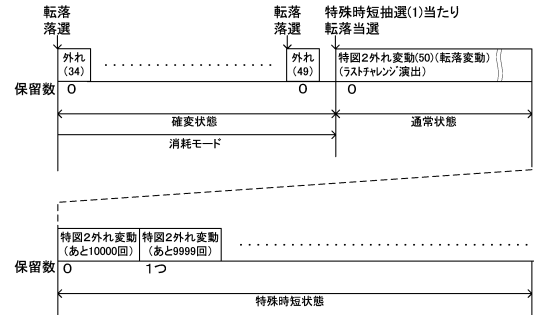 転落
落選
転落
落選
特殊時短抽選(1)当たり
転落当選
外れ
(34)
外れ
(49)
特図2外れ変動(50)(転落変動)
(ラストチャレンジ演出)
保留数 0 0 0
確変状態 通常状態
消耗モード
特図2外れ変動
(あと10000回)
特図2外れ変動
(あと9999回)
保留数 0 1つ
特殊時短状態